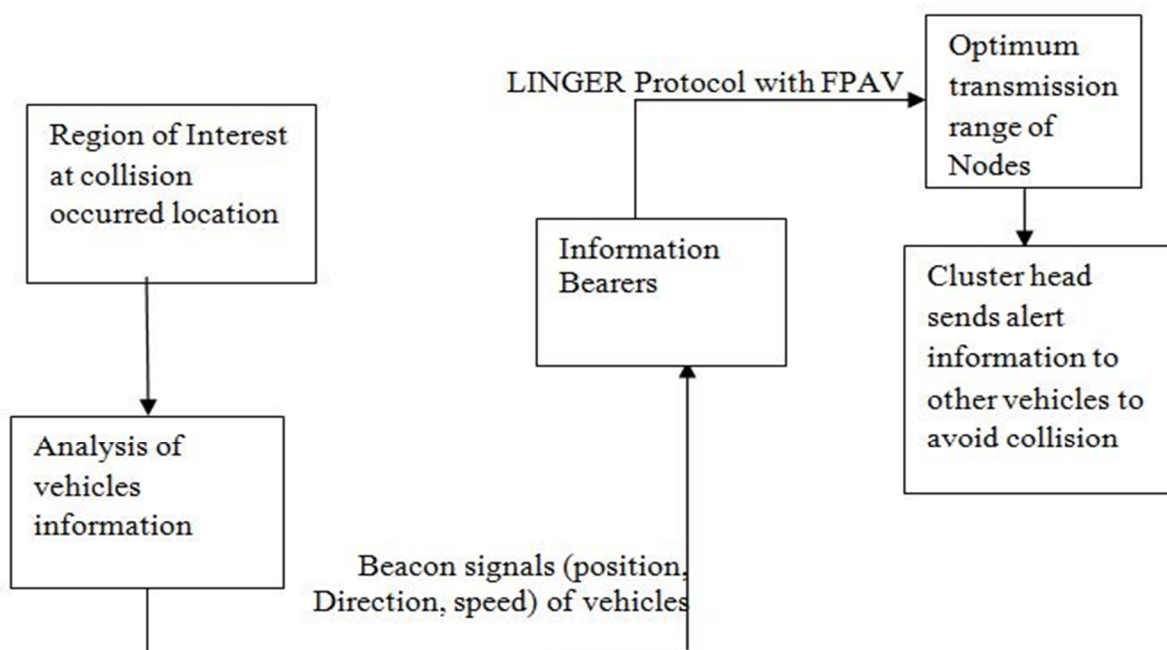 Region of Interest
at collision
occurred location
Analysis of
vehicles
information
Beacon signals (position,
Direction, speed) of vehicles
Information
Bearers
LINGER Protocol with FPAV
Optimum
transmission
range of
Nodes
Cluster head
sends alert
information to
other vehicles to
avoid collision